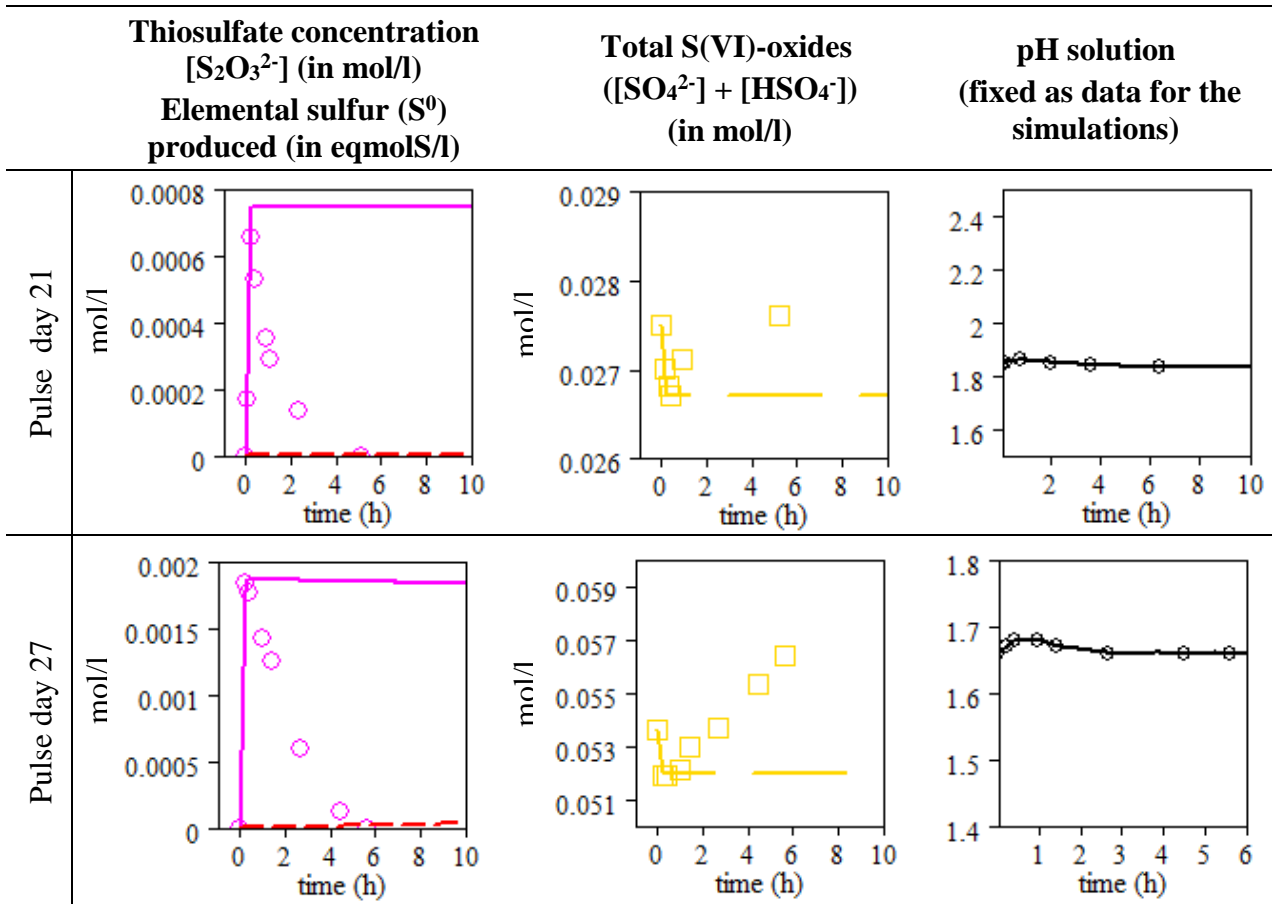 Thiosulfate concentration
[S₂O₃²⁻] (in mol/l)
Elemental sulfur (S⁰)
produced (in eqmolS/l)
Total S(VI)-oxides
([SO₄²⁻] + [HSO₄⁻])
(in mol/l)
pH solution
(fixed as data for the
simulations)
Pulse day 21
mol/l
0.0008
0.0006
0.0004
0.0002
0
0 2 4 6 8 10
time (h)
mol/l
0.029
0.028
0.027
0.026
0 2 4 6 8 10
time (h)
2.4
2.2
2
1.8
1.6
2 4 6 8 10
time (h)
Pulse day 27
mol/l
0.002
0.0015
0.001
0.0005
0
0 2 4 6 8 10
time (h)
mol/l
0.059
0.057
0.055
0.053
0.051
0 2 4 6 8 10
time (h)
1.8
1.7
1.6
1.5
1.4
1 2 3 4 5 6
time (h)